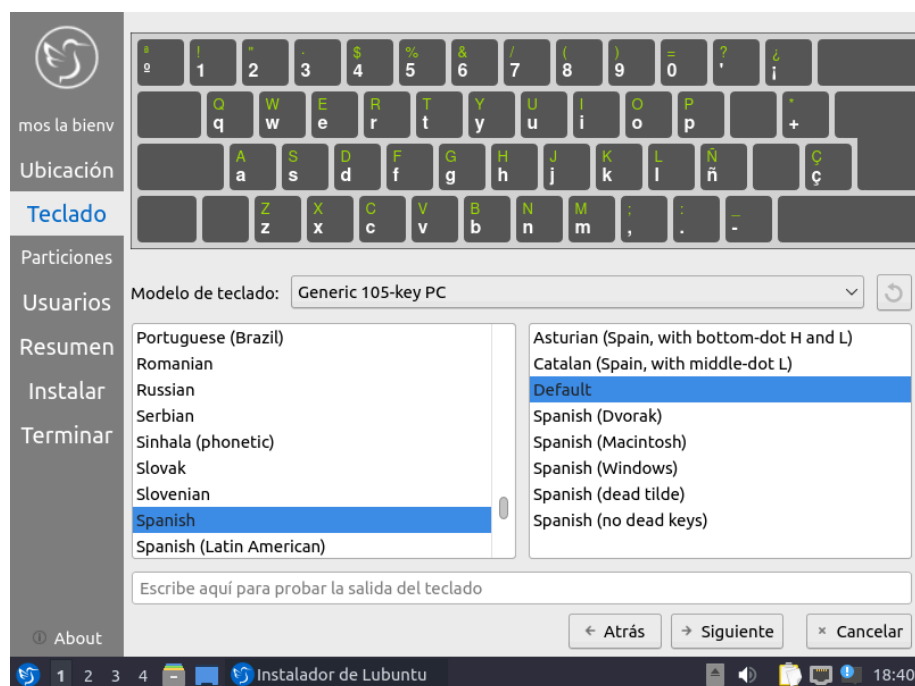 ª ! " · $ % & / ( ) = ? ¿
º 1 2 3 4 5 6 7 8 9 0 ' ¡
Q W E R T Y U I O P *
q w e r t y u i o p +
A S D F G H J K L Ñ Ç
a s d f g h j k l ñ ç
Z X C V B N M ; : _
z x c v b n m , . -
mos la bienv
Ubicación
Teclado
Particiones
Usuarios
Resumen
Instalar
Terminar
About
Modelo de teclado: Generic 105-key PC
Portuguese (Brazil)
Romanian
Russian
Serbian
Sinhala (phonetic)
Slovak
Slovenian
Spanish
Spanish (Latin American)
Asturian (Spain, with bottom-dot H and L)
Catalan (Spain, with middle-dot L)
Default
Spanish (Dvorak)
Spanish (Macintosh)
Spanish (Windows)
Spanish (dead tilde)
Spanish (no dead keys)
Escribe aquí para probar la salida del teclado
Atrás
Siguiente
Cancelar
1 2 3 4 Instalador de Lubuntu 18:40